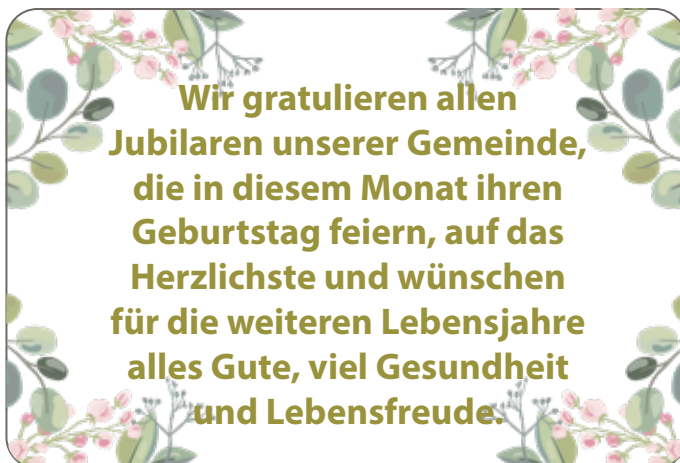 Wir gratulieren allen
Jubilaren unserer Gemeinde,
die in diesem Monat ihren
Geburtstag feiern, auf das
Herzlichste und wünschen
für die weiteren Lebensjahre
alles Gute, viel Gesundheit
und Lebensfreude.